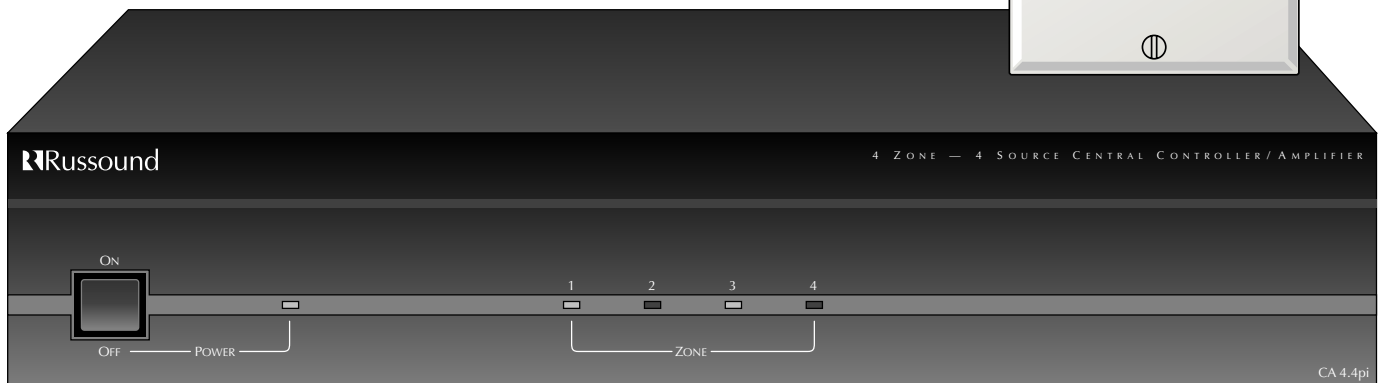 Russound
4 ZONE — 4 SOURCE CENTRAL CONTROLLER/AMPLIFIER
ON
1 2 3 4
OFF POWER ZONE
CA 4.4pi